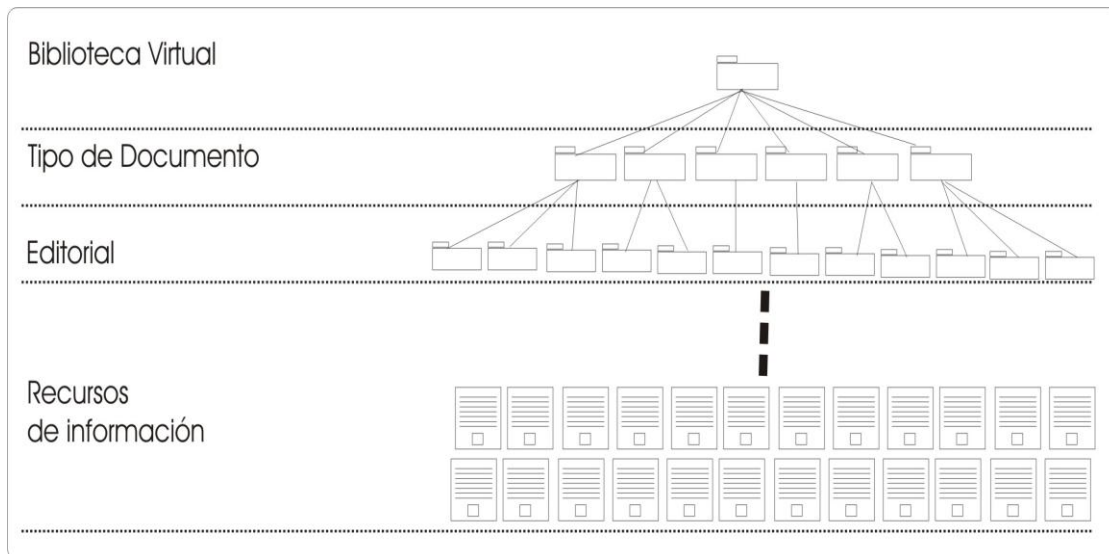 Biblioteca Virtual
Tipo de Documento
Editorial
Recursos
de información